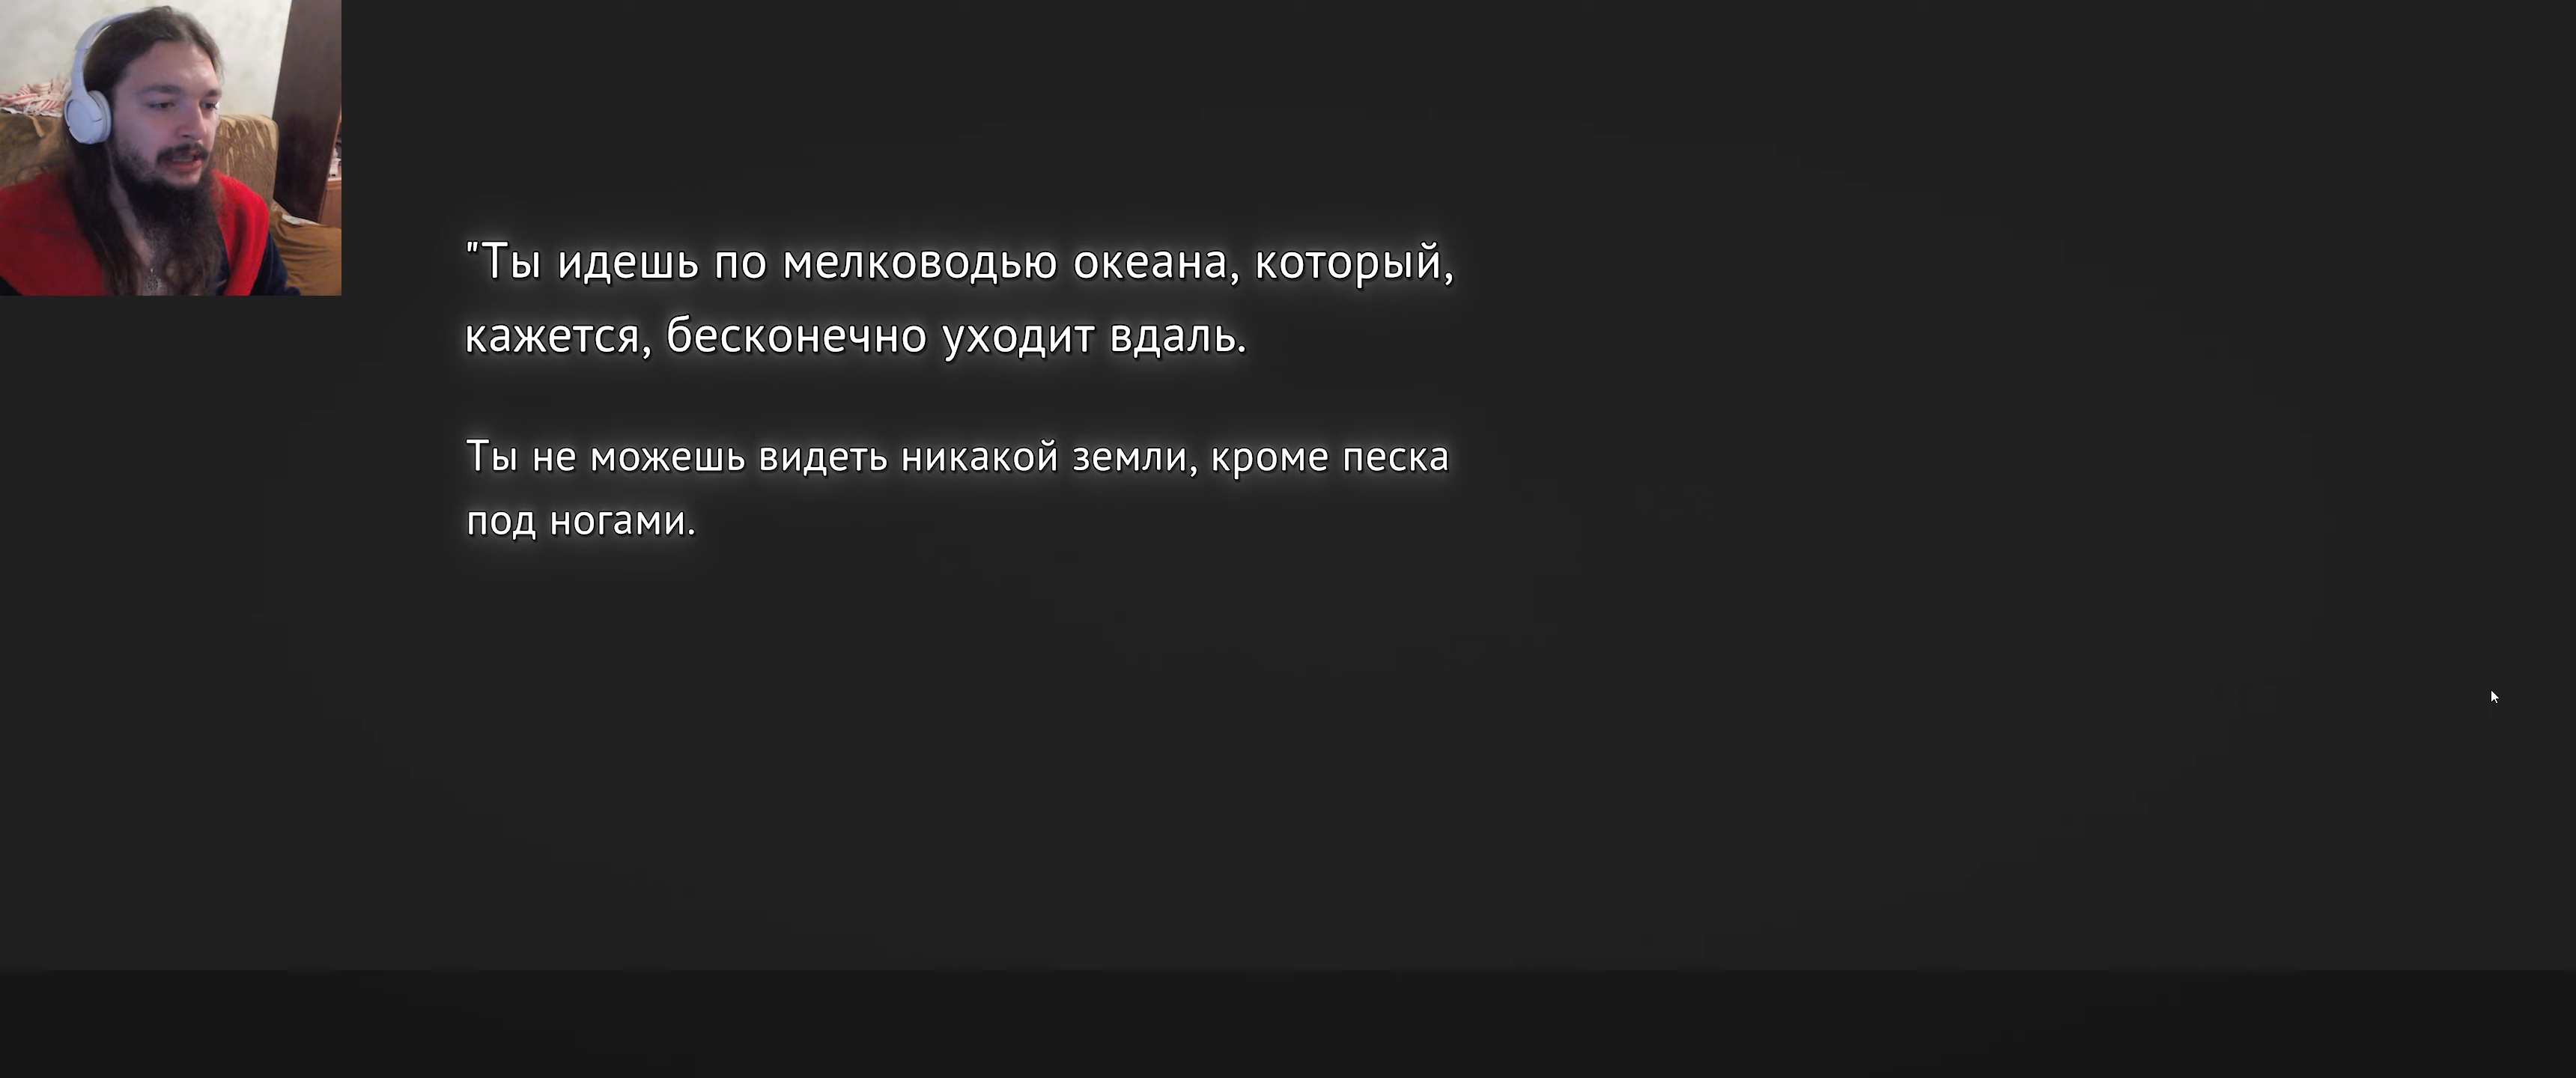 "Ты идешь по мелководью океана, который,
кажется, бесконечно уходит вдаль.
Ты не можешь видеть никакой земли, кроме песка
под ногами.